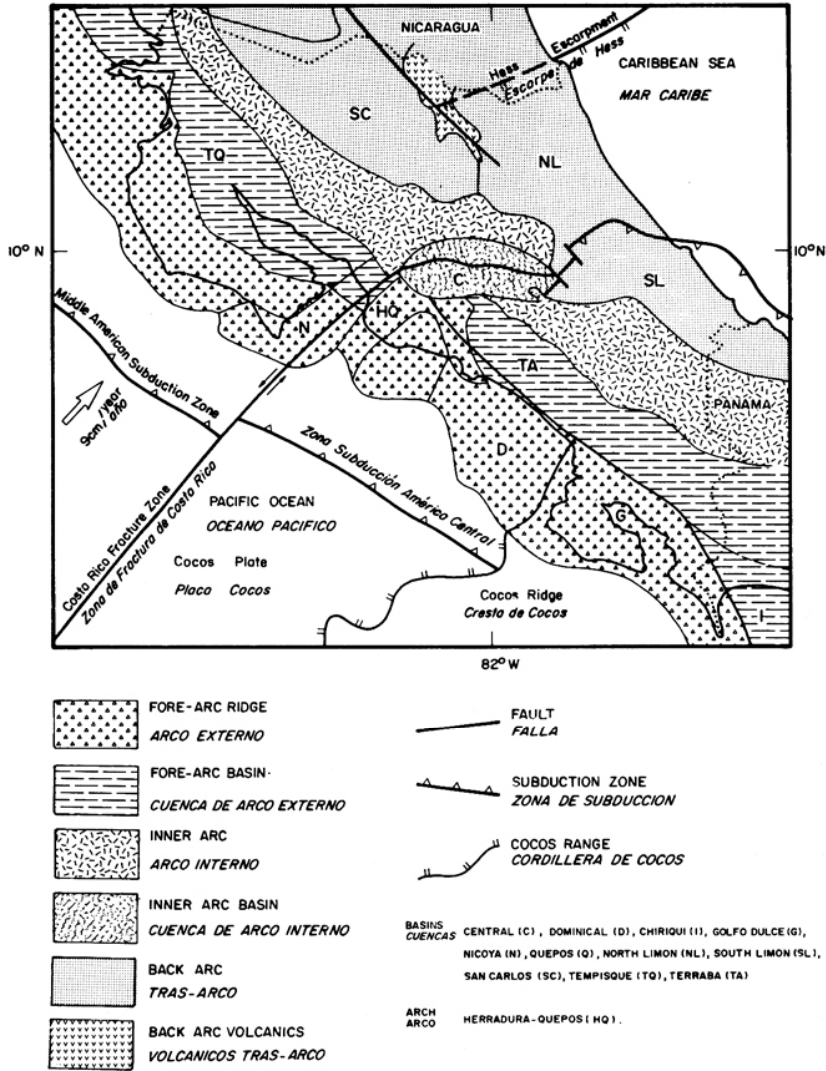 NICARAGUA
Hess Escarpment
Escarpe de Hess
CARIBBEAN SEA
MAR CARIBE
SC
TQ
NL
10° N
10° N
C
SL
HQ
N
Middle American Subduction Zone
TA
PANAMA
9cm/year
año
Zona Subducción América Central
D
G
PACIFIC OCEAN
OCEANO PACIFICO
Costa Rico Fracture Zone
Zona de Fractura de Costa Rico
Cocos Plate
Placa Cocos
Cocos Ridge
Cresta de Cocos
I
82° W
FORE-ARC RIDGE
ARCO EXTERNO
FORE-ARC BASIN
CUENCA DE ARCO EXTERNO
INNER ARC
ARCO INTERNO
INNER ARC BASIN
CUENCA DE ARCO INTERNO
BACK ARC
TRAS-ARCO
BACK ARC VOLCANICS
VOLCANICOS TRAS-ARCO
FAULT
FALLA
SUBDUCTION ZONE
ZONA DE SUBDUCCION
COCOS RANGE
CORDILLERA DE COCOS
BASINS
CUENCAS
CENTRAL (C), DOMINICAL (D), CHIRIQUI (I), GOLFO DULCE (G),
NICOYA (N), QUEPOS (Q), NORTH LIMON (NL), SOUTH LIMON (SL),
SAN CARLOS (SC), TEMPISQUE (TQ), TERRABA (TA)
ARCH
ARCO
HERRADURA-QUEPOS (HQ).